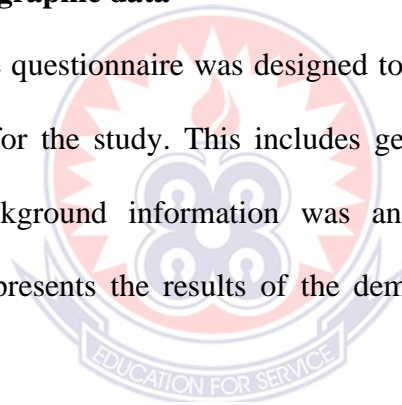 graphic data
questionnaire was designed to
for the study. This includes ge
kground information was an
presents the results of the dem
EDUCATION FOR SERVICE